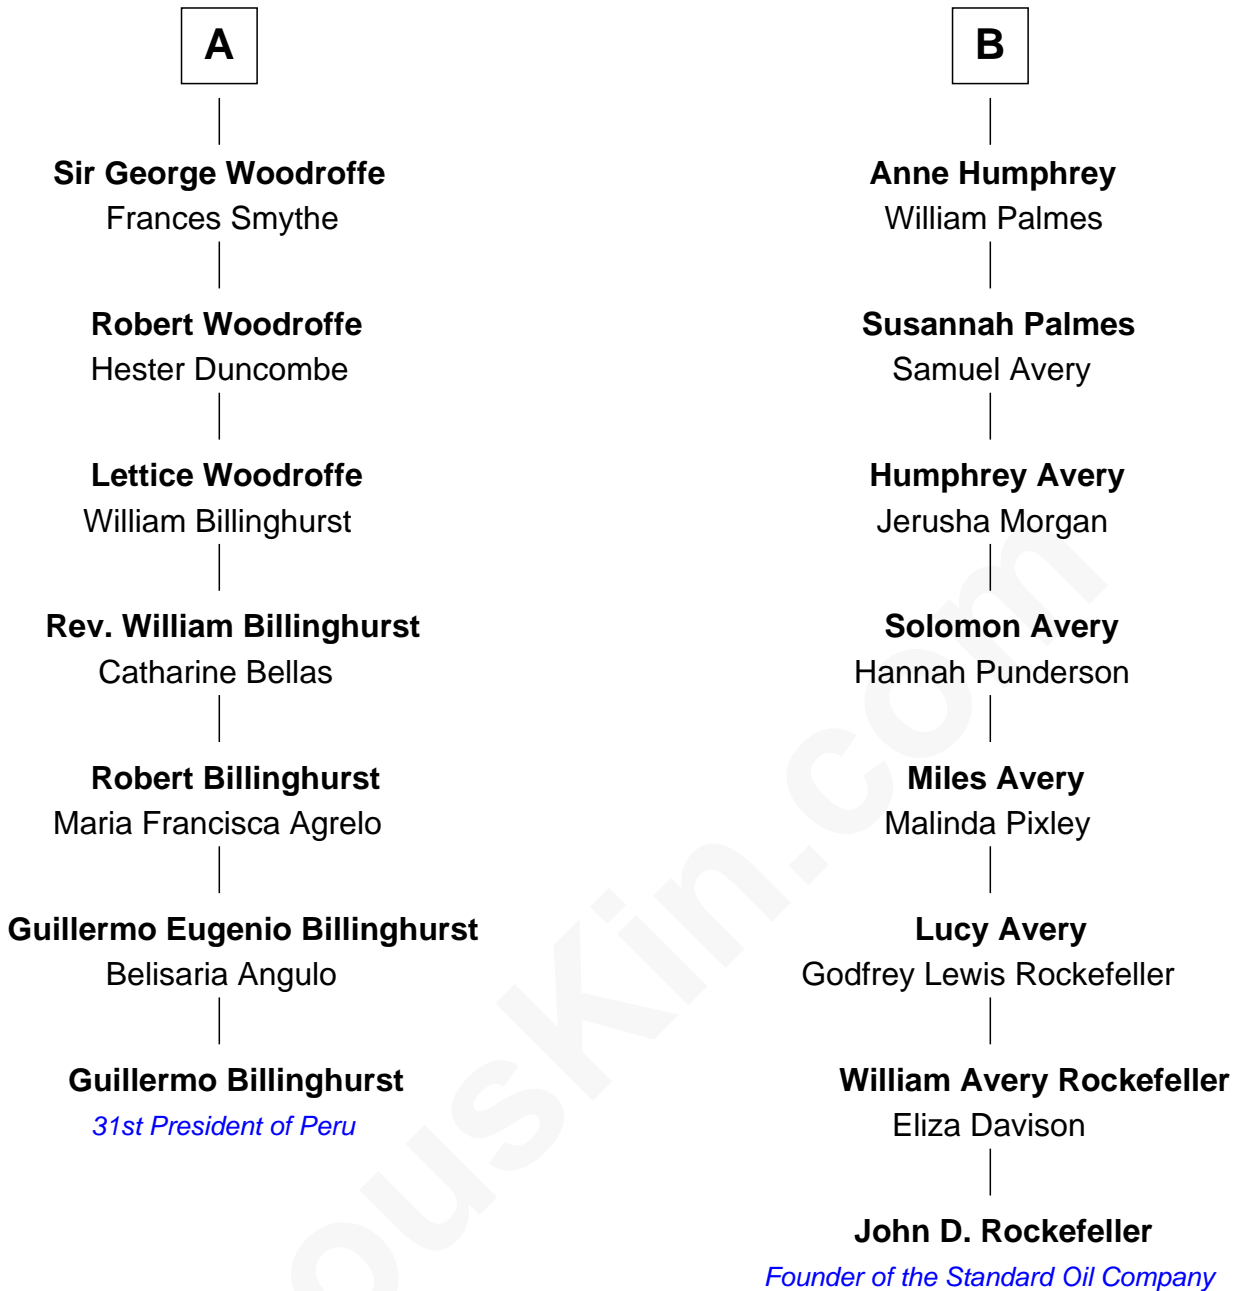 A
Sir George Woodroffe
Frances Smythe
Robert Woodroffe
Hester Duncombe
Lettice Woodroffe
William Billinghurst
Rev. William Billinghurst
Catharine Bellas
Robert Billinghurst
Maria Francisca Agrelo
Guillermo Eugenio Billinghurst
Belisaria Angulo
Guillermo Billinghurst
31st President of Peru
B
Anne Humphrey
William Palmes
Susannah Palmes
Samuel Avery
Humphrey Avery
Jerusha Morgan
Solomon Avery
Hannah Punderson
Miles Avery
Malinda Pixley
Lucy Avery
Godfrey Lewis Rockefeller
William Avery Rockefeller
Eliza Davison
John D. Rockefeller
Founder of the Standard Oil Company
ousKin.com